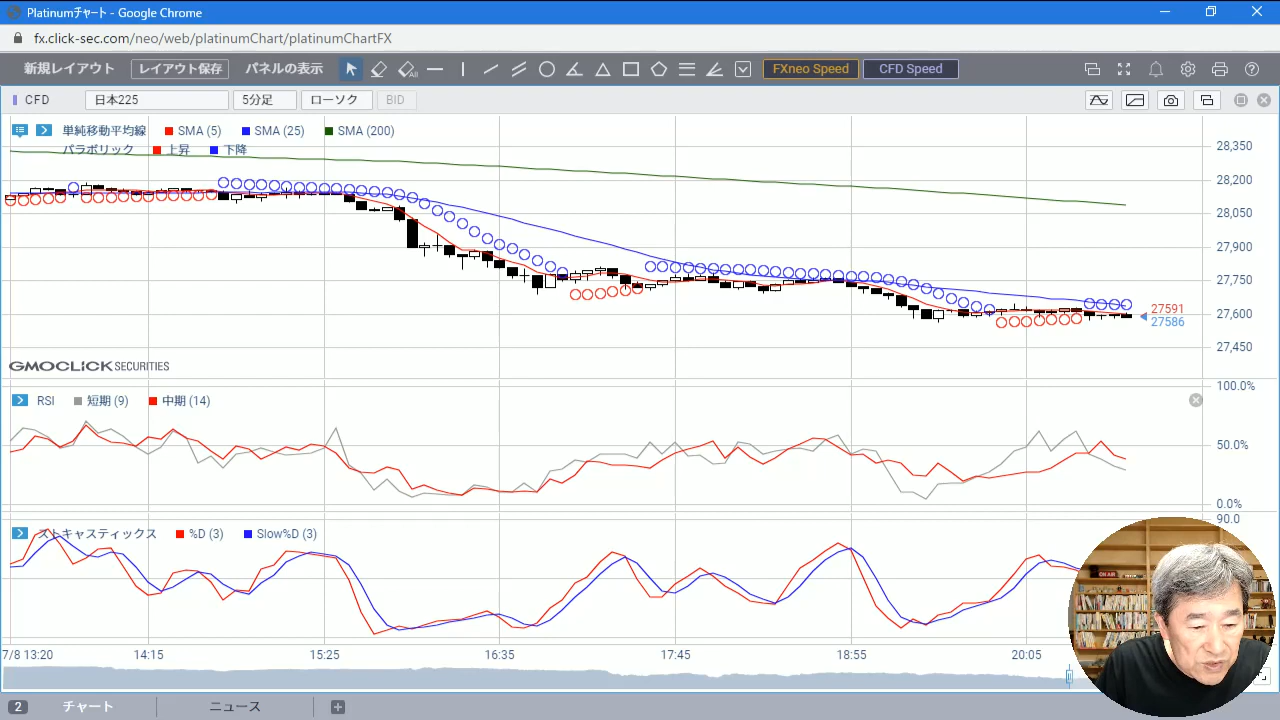 Platinumチャート - Google Chrome
fx.click-sec.com/neo/web/platinumChart/platinumChartFX
新規レイアウト レイアウト保存 パネルの表示 All FXneo Speed CFD Speed
CFD 日本225 5分足 ローソク BID
単純移動平均線 SMA (5) SMA (25) SMA (200)
パラボリック 上昇 下降
28,350
28,200
28,050
27,900
27,750
27,600
27,450
27591
27586
GMOCLICK SECURITIES
RSI 短期 (9) 中期 (14)
100.0%
50.0%
0.0%
ストキャスティックス %D (3) Slow%D (3)
90.0
ON AIR
7/8 13:20 14:15 15:25 16:35 17:45 18:55 20:05
2 チャート ニュース